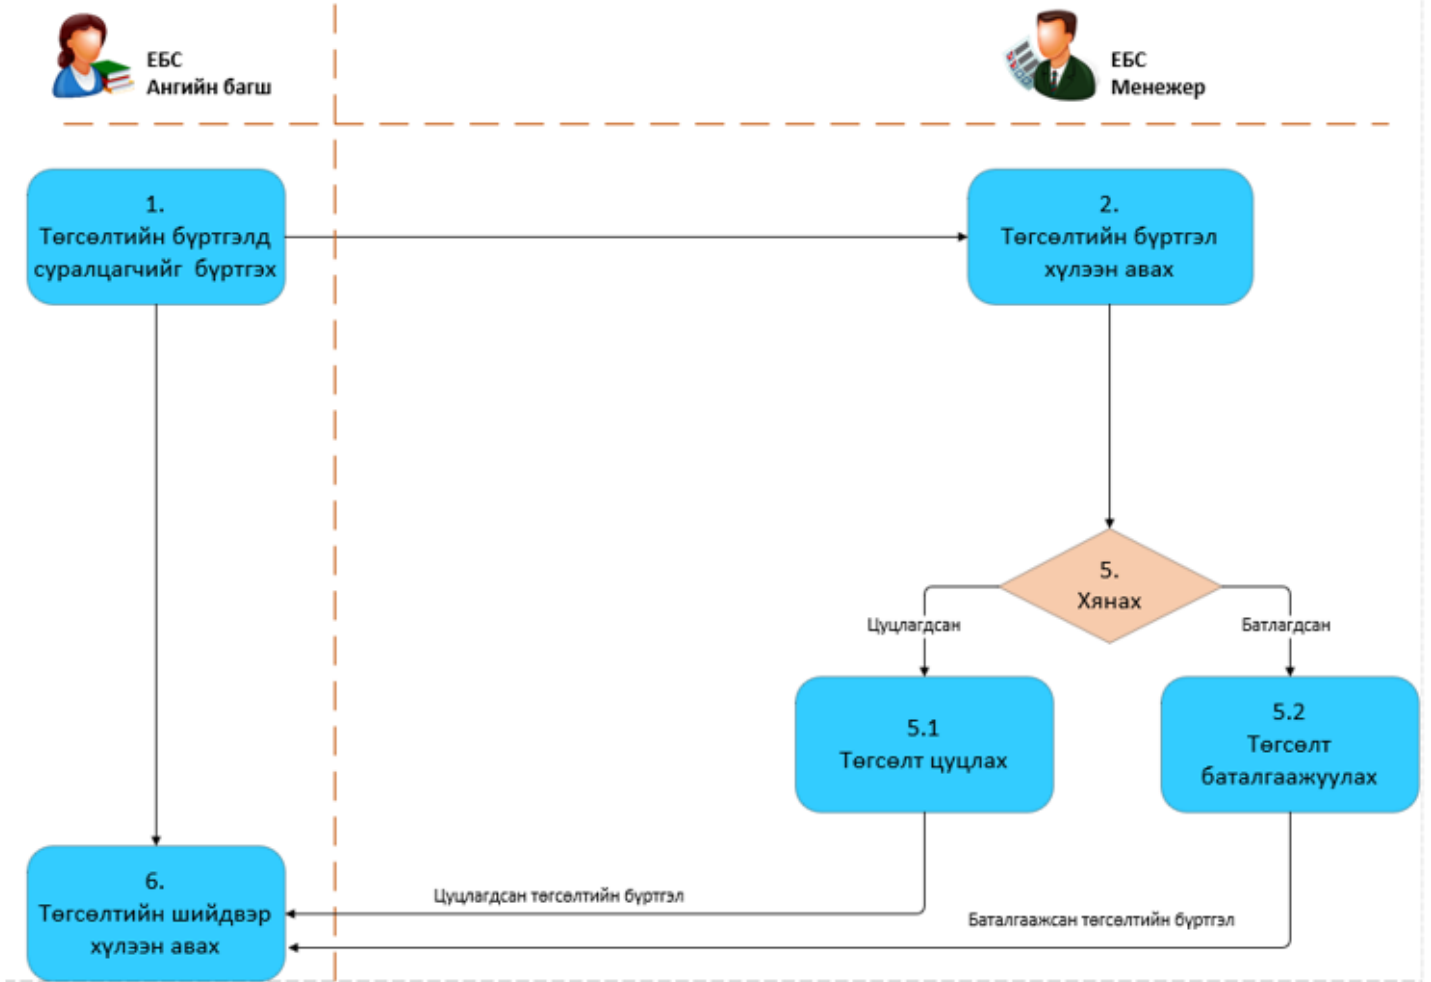 ЕБС
Ангийн багш
ЕБС
Менежер
1.
Төгсөлтийн бүртгэлд
суралцагчийг бүртгэх
2.
Төгсөлтийн бүртгэл
хүлээн авах
5.
Хянах
Цуцлагдсан
Батлагдсан
5.1
Төгсөлт цуцлах
5.2
Төгсөлт
баталгаажуулах
6.
Төгсөлтийн шийдвэр
хүлээн авах
Цуцлагдсан төгсөлтийн бүртгэл
Баталгаажсан төгсөлтийн бүртгэл